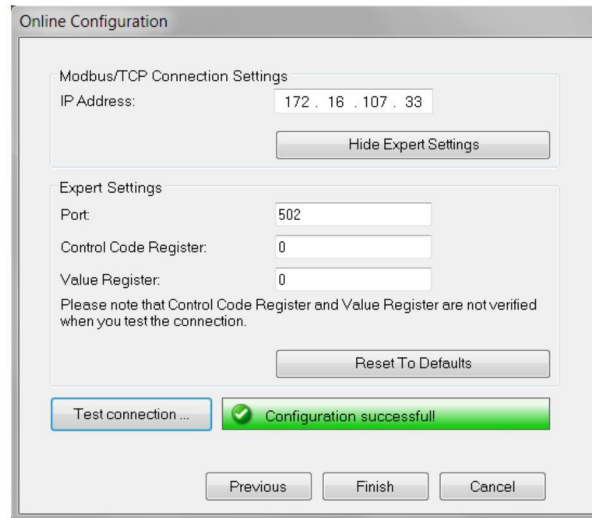 Online Configuration
Modbus/TCP Connection Settings
IP Address: 172 . 16 . 107 . 33
Hide Expert Settings
Expert Settings
Port: 502
Control Code Register: 0
Value Register: 0
Please note that Control Code Register and Value Register are not verified
when you test the connection.
Reset To Defaults
Test connection ... Configuration successful!
Previous Finish Cancel